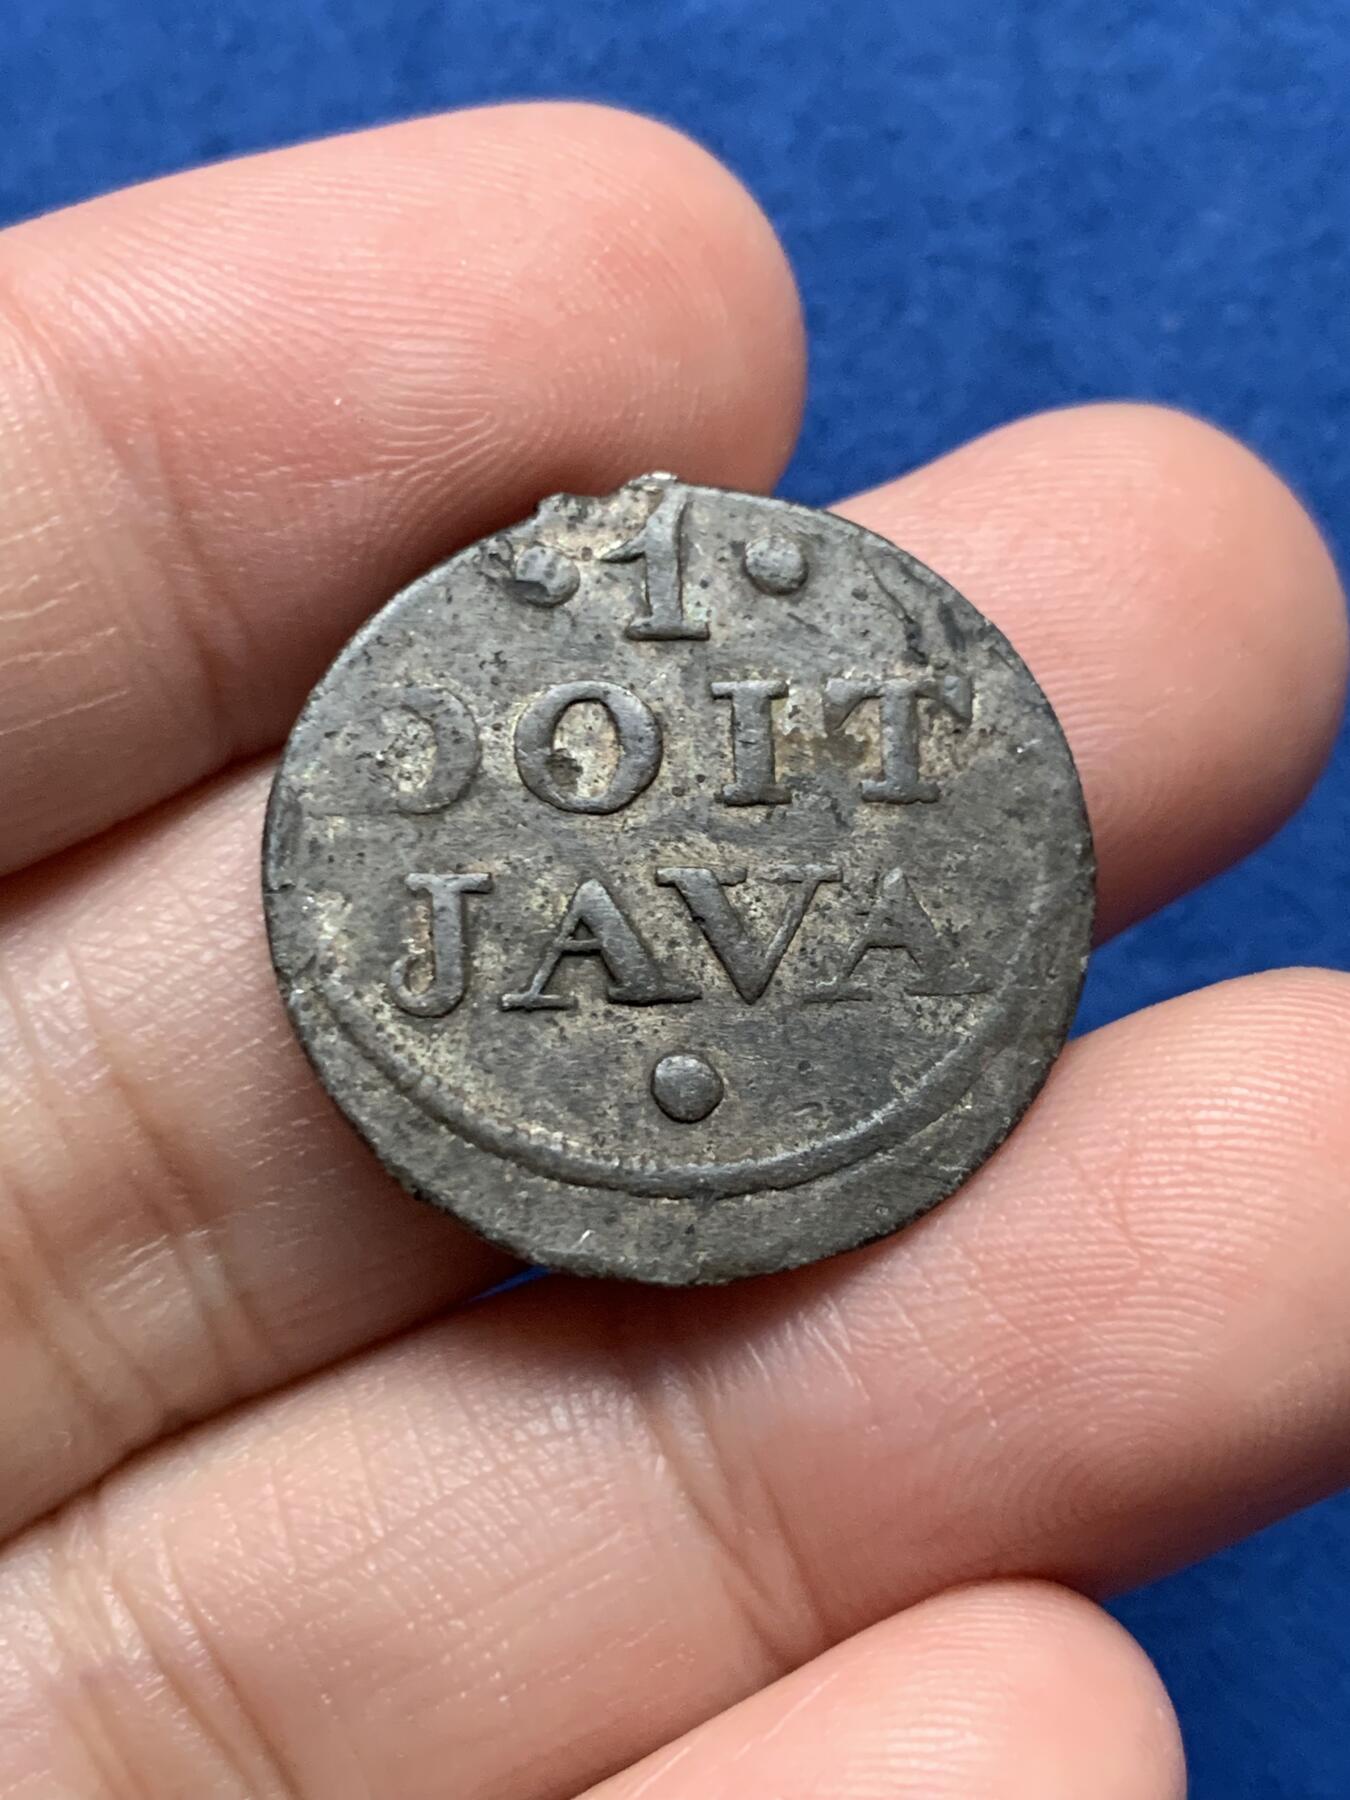 • 1 •
DOIT
JAVA
•